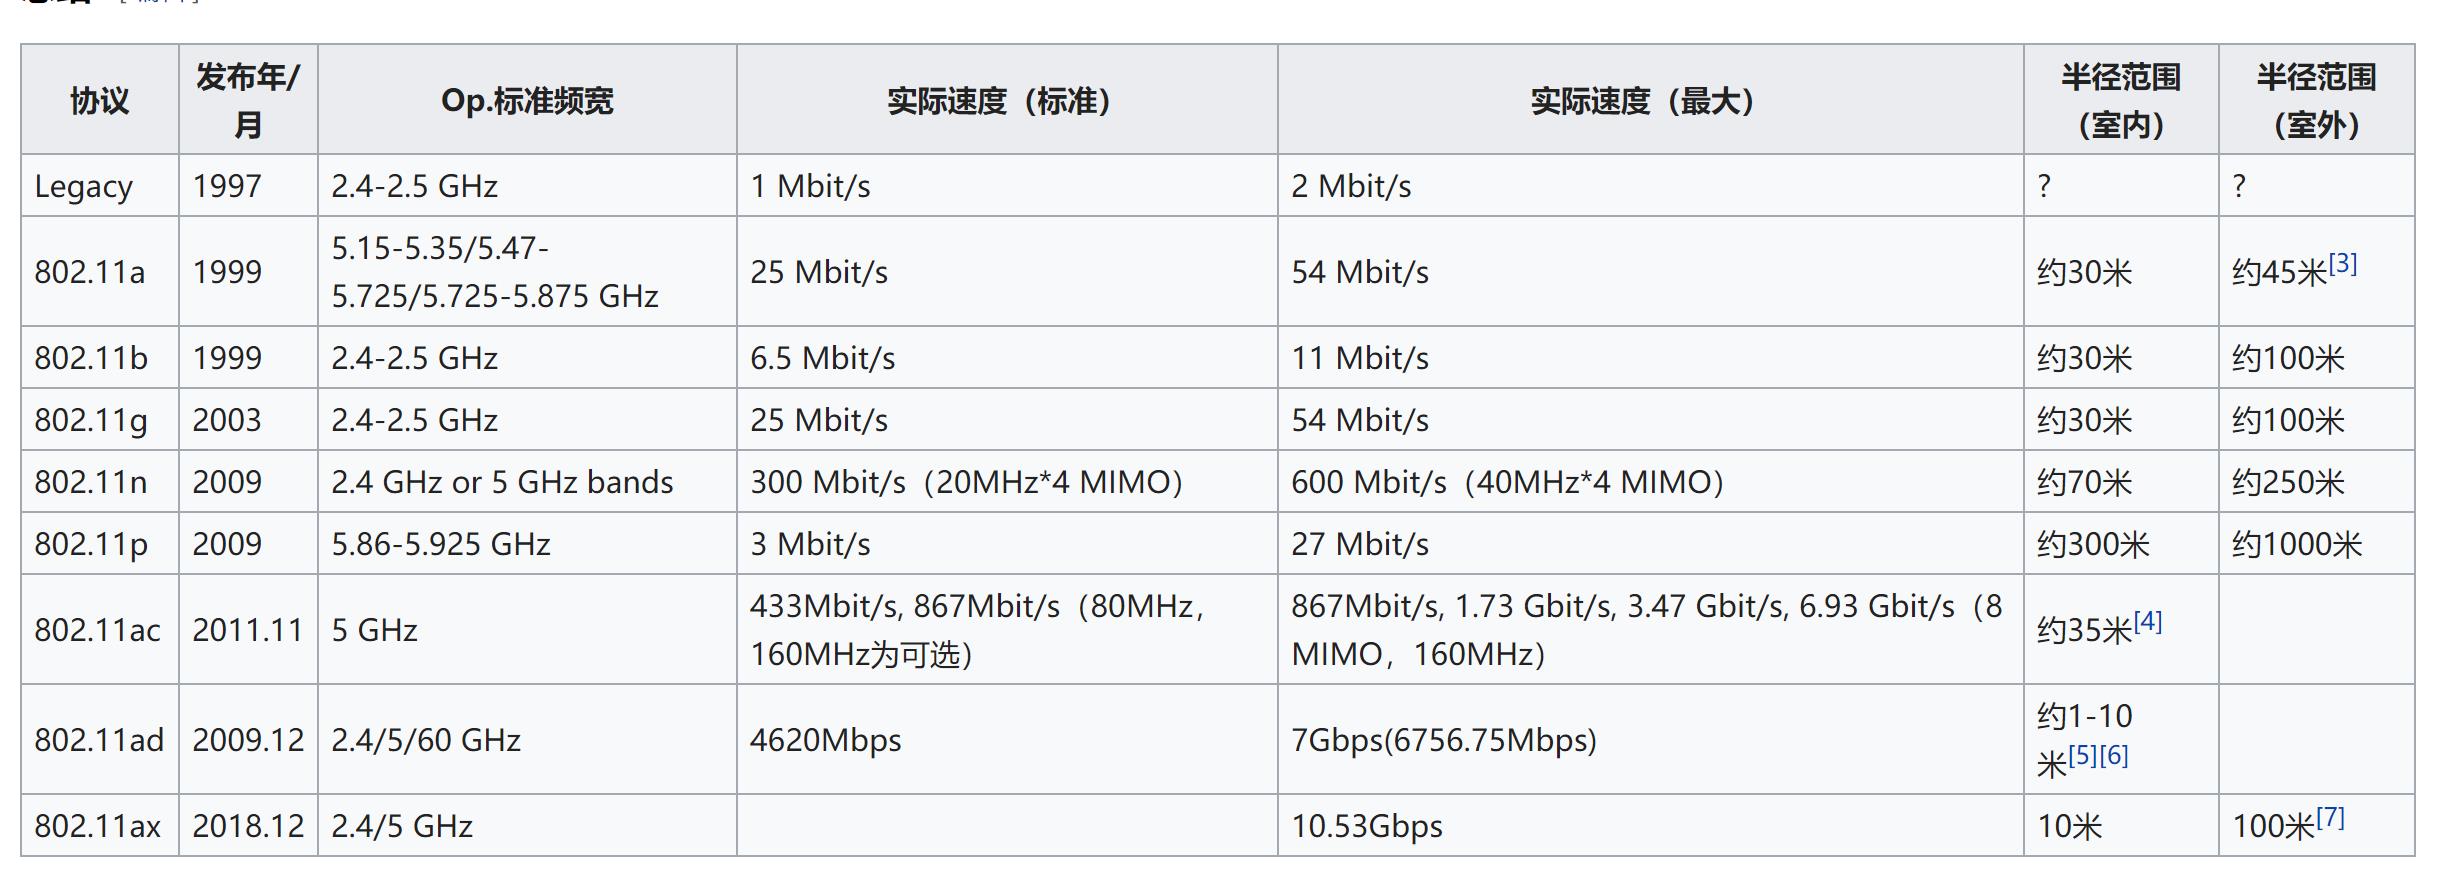 协议
发布年/
月
Op.标准频宽
实际速度（标准）
实际速度（最大）
半径范围
（室内）
半径范围
（室外）
Legacy
1997
2.4-2.5 GHz
1 Mbit/s
2 Mbit/s
?
?
802.11a
1999
5.15-5.35/5.47-
5.725/5.725-5.875 GHz
25 Mbit/s
54 Mbit/s
约30米
约45米[3]
802.11b
1999
2.4-2.5 GHz
6.5 Mbit/s
11 Mbit/s
约30米
约100米
802.11g
2003
2.4-2.5 GHz
25 Mbit/s
54 Mbit/s
约30米
约100米
802.11n
2009
2.4 GHz or 5 GHz bands
300 Mbit/s（20MHz*4 MIMO）
600 Mbit/s（40MHz*4 MIMO）
约70米
约250米
802.11p
2009
5.86-5.925 GHz
3 Mbit/s
27 Mbit/s
约300米
约1000米
802.11ac
2011.11
5 GHz
433Mbit/s, 867Mbit/s（80MHz，
160MHz为可选）
867Mbit/s, 1.73 Gbit/s, 3.47 Gbit/s, 6.93 Gbit/s（8
MIMO，160MHz）
约35米[4]
802.11ad
2009.12
2.4/5/60 GHz
4620Mbps
7Gbps(6756.75Mbps)
约1-10
米[5][6]
802.11ax
2018.12
2.4/5 GHz
10.53Gbps
10米
100米[7]